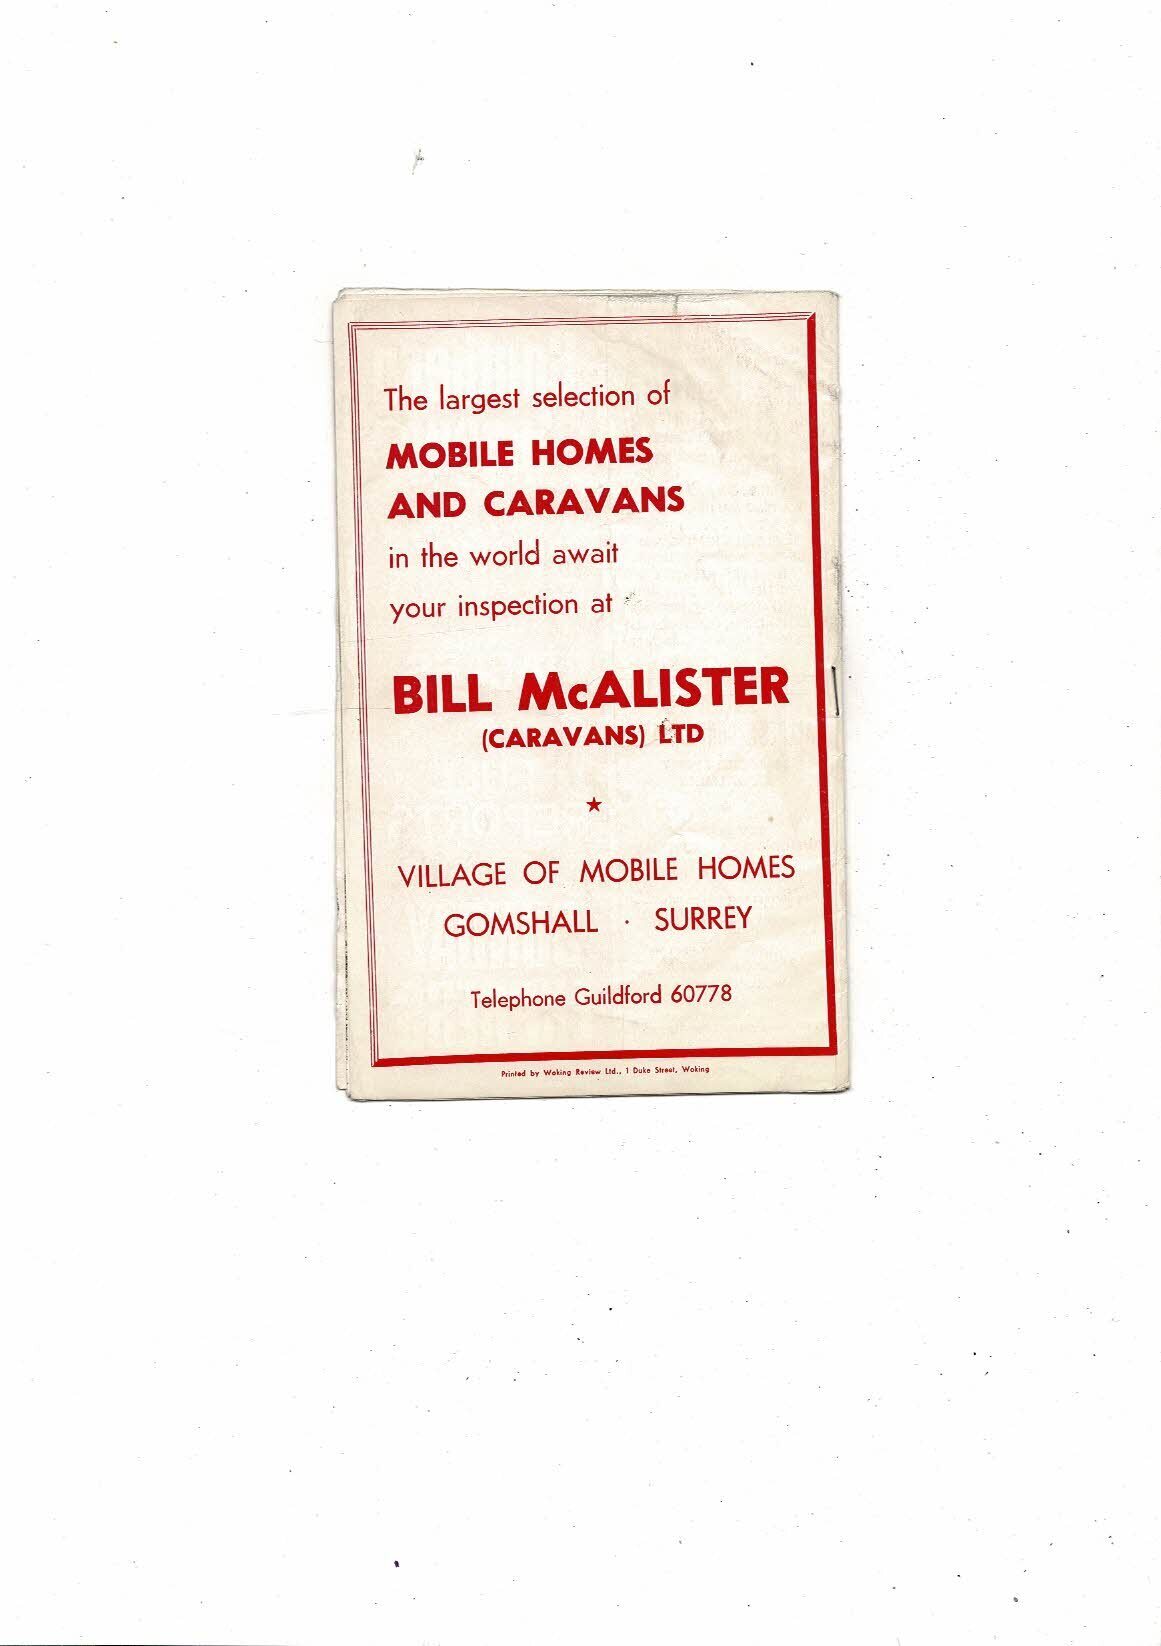 The largest selection of
MOBILE HOMES
AND CARAVANS
in the world await
your inspection at
BILL McALISTER
(CARAVANS) LTD
★
VILLAGE OF MOBILE HOMES
GOMSHALL · SURREY
Telephone Guildford 60778
Printed by Woking Review Ltd., 1 Duke Street, Woking